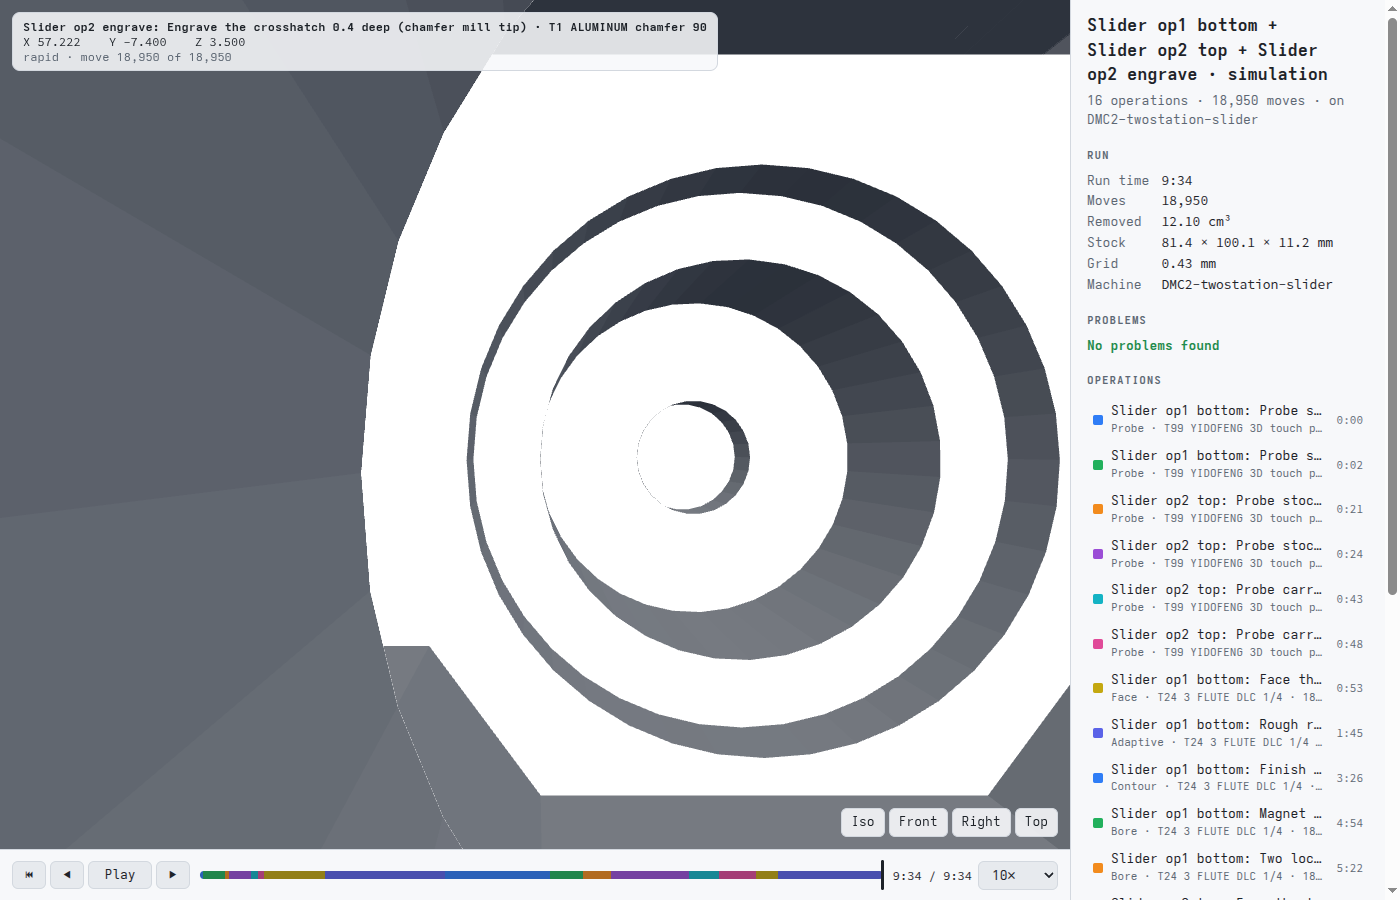 Slider op2 engrave: Engrave the crosshatch 0.4 deep (chamfer mill tip) · T1 ALUMINUM chamfer 90
X 57.222 Y -7.400 Z 3.500
rapid · move 18,950 of 18,950
Iso Front Right Top
Play
9:34 / 9:34
10×
Slider op1 bottom +
Slider op2 top + Slider
op2 engrave · simulation
16 operations · 18,950 moves · on
DMC2-twostation-slider
RUN
Run time 9:34
Moves 18,950
Removed 12.10 cm³
Stock 81.4 × 100.1 × 11.2 mm
Grid 0.43 mm
Machine DMC2-twostation-slider
PROBLEMS
No problems found
OPERATIONS
Slider op1 bottom: Probe s… 0:00
Probe · T99 YIDOFENG 3D touch p…
Slider op1 bottom: Probe s… 0:02
Probe · T99 YIDOFENG 3D touch p…
Slider op2 top: Probe stoc… 0:21
Probe · T99 YIDOFENG 3D touch p…
Slider op2 top: Probe stoc… 0:24
Probe · T99 YIDOFENG 3D touch p…
Slider op2 top: Probe carr… 0:43
Probe · T99 YIDOFENG 3D touch p…
Slider op2 top: Probe carr… 0:48
Probe · T99 YIDOFENG 3D touch p…
Slider op1 bottom: Face th… 0:53
Face · T24 3 FLUTE DLC 1/4 · 18…
Slider op1 bottom: Rough r… 1:45
Adaptive · T24 3 FLUTE DLC 1/4 …
Slider op1 bottom: Finish … 3:26
Contour · T24 3 FLUTE DLC 1/4 ·…
Slider op1 bottom: Magnet … 4:54
Bore · T24 3 FLUTE DLC 1/4 · 18…
Slider op1 bottom: Two loc… 5:22
Bore · T24 3 FLUTE DLC 1/4 · 18…